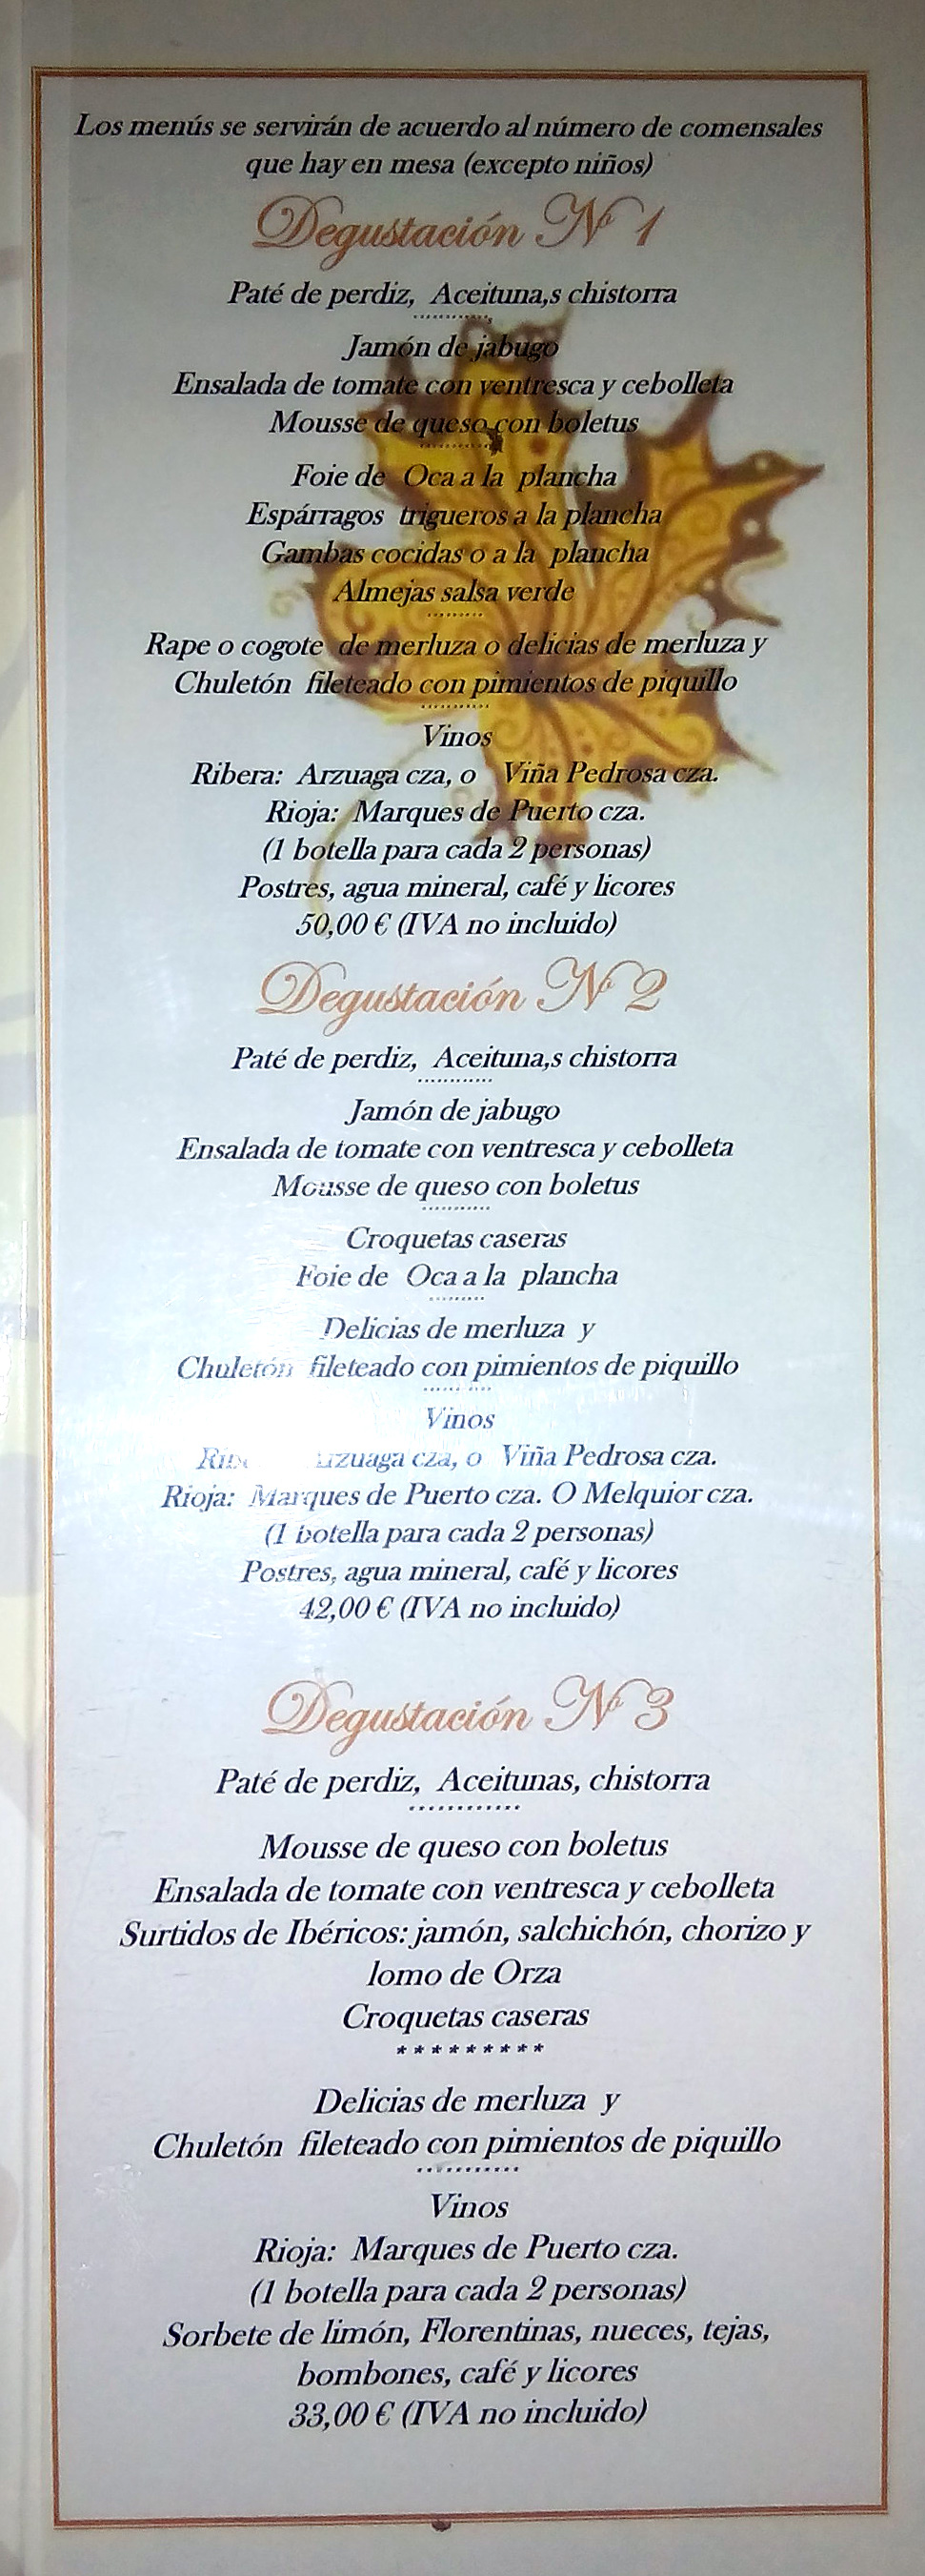 Los menús se servirán de acuerdo al número de comensales
que hay en mesa (excepto niños)
Degustación Nº 1
Paté de perdiz, Aceituna,s chistorra
Jamón de jabugo
Ensalada de tomate con ventresca y cebolleta
Mousse de queso con boletus
Foie de Oca a la plancha
Espárragos trigueros a la plancha
Gambas cocidas o a la plancha
Almejas salsa verde
Rape o cogote de merluza o delicias de merluza y
Chuletón fileteado con pimientos de piquillo
Vinos
Ribera: Arzuaga cza, o Viña Pedrosa cza.
Rioja: Marques de Puerto cza.
(1 botella para cada 2 personas)
Postres, agua mineral, café y licores
50,00 € (IVA no incluido)
Degustación Nº 2
Paté de perdiz, Aceituna,s chistorra
Jamón de jabugo
Ensalada de tomate con ventresca y cebolleta
Mousse de queso con boletus
Croquetas caseras
Foie de Oca a la plancha
Delicias de merluza y
Chuletón fileteado con pimientos de piquillo
Vinos
cza, o Viña Pedrosa cza.
Rioja: Marques de Puerto cza. O Melquior cza.
(1 botella para cada 2 personas)
Postres, agua mineral, café y licores
42,00 € (IVA no incluido)
Degustación Nº 3
Paté de perdiz, Aceitunas, chistorra
Mousse de queso con boletus
Ensalada de tomate con ventresca y cebolleta
Surtidos de Ibéricos: jamón, salchichón, chorizo y
lomo de Orza
Croquetas caseras
*********
Delicias de merluza y
Chuletón fileteado con pimientos de piquillo
Vinos
Rioja: Marques de Puerto cza.
(1 botella para cada 2 personas)
Sorbete de limón, Florentinas, nueces, tejas,
bombones, café y licores
33,00 € (IVA no incluido)